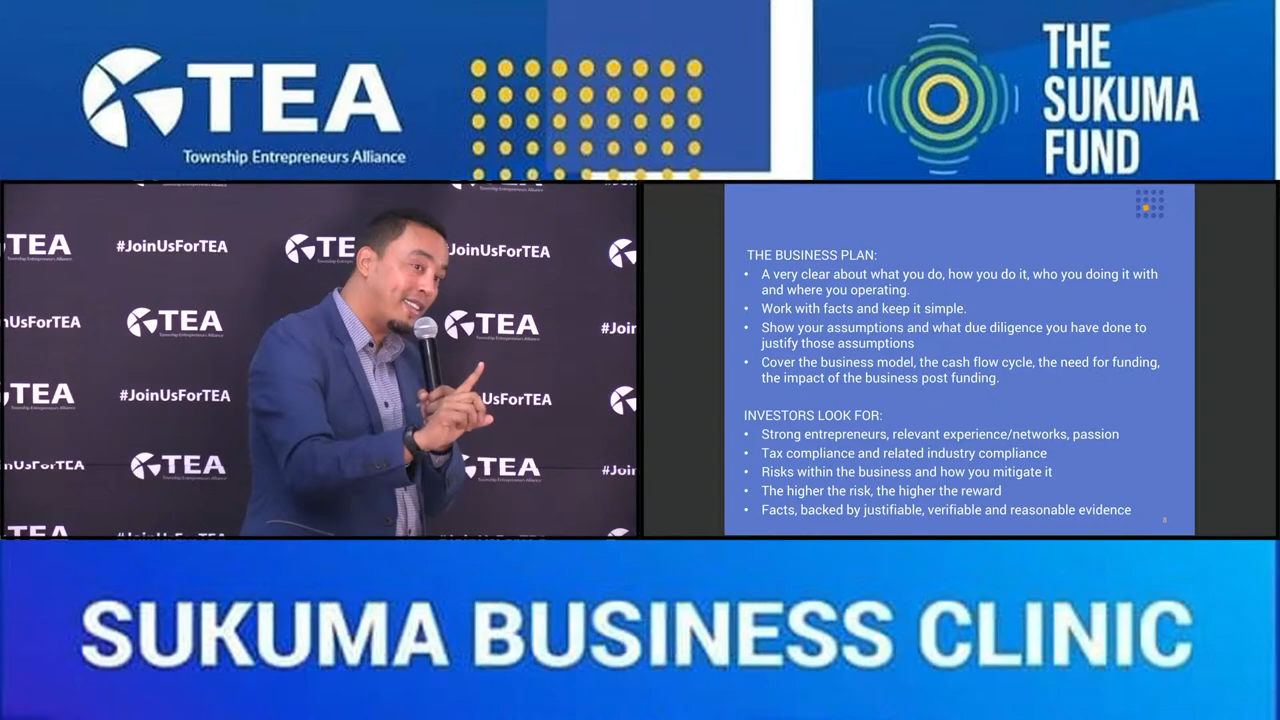 TEA
Township Entrepreneurs Alliance
THE
SUKUMA
FUND
TEA
#JoinUsForTEA
TE
JoinUsForTEA
nUsForTEA
TEA
TEA
#Join
TEA
#JoinUsForTEA
sForTEA
TEA
TEA
#Join
THE BUSINESS PLAN:
• A very clear about what you do, how you do it, who you doing it with
and where you operating.
• Work with facts and keep it simple.
• Show your assumptions and what due diligence you have done to
justify those assumptions
• Cover the business model, the cash flow cycle, the need for funding,
the impact of the business post funding.
INVESTORS LOOK FOR:
• Strong entrepreneurs, relevant experience/networks, passion
• Tax compliance and related industry compliance
• Risks within the business and how you mitigate it
• The higher the risk, the higher the reward
• Facts, backed by justifiable, verifiable and reasonable evidence
8
SUKUMA BUSINESS CLINIC